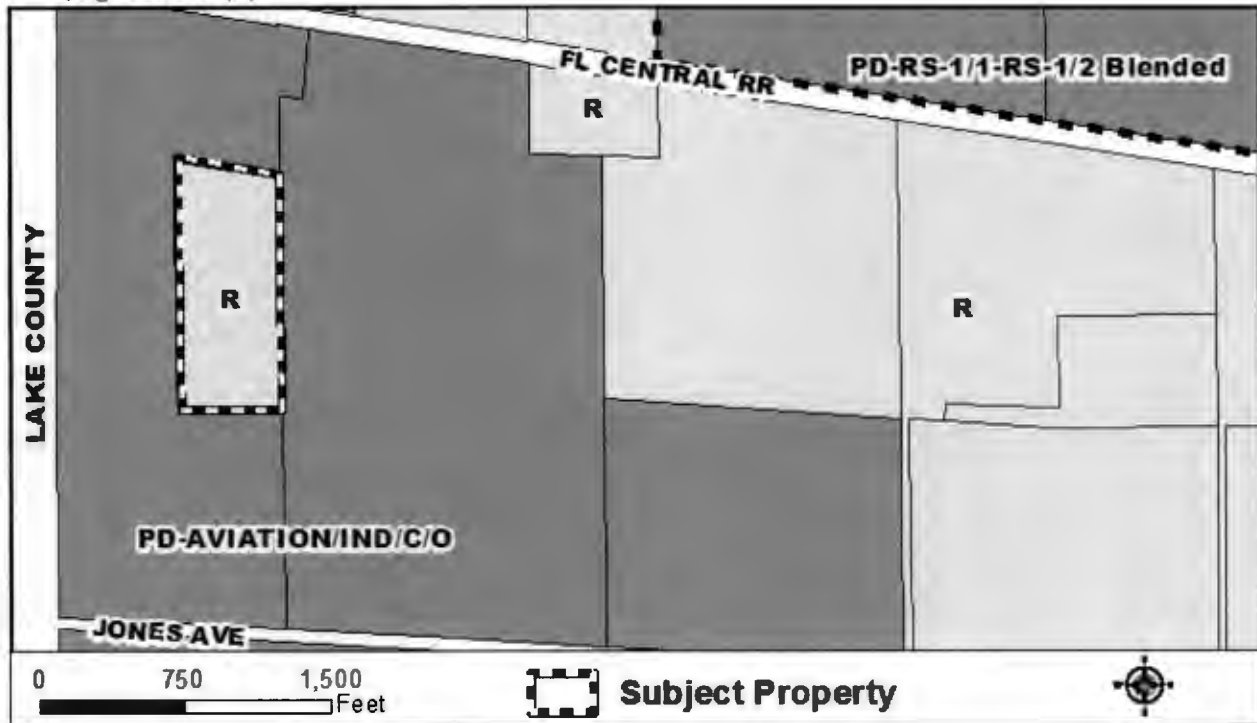 FL CENTRAL RR
PD-RS-1/1-RS-1/2 Blended
R
R
R
LAKE COUNTY
PD-AVIATION/IND/C/O
JONES AVE
0 750 1,500
Feet
Subject Property